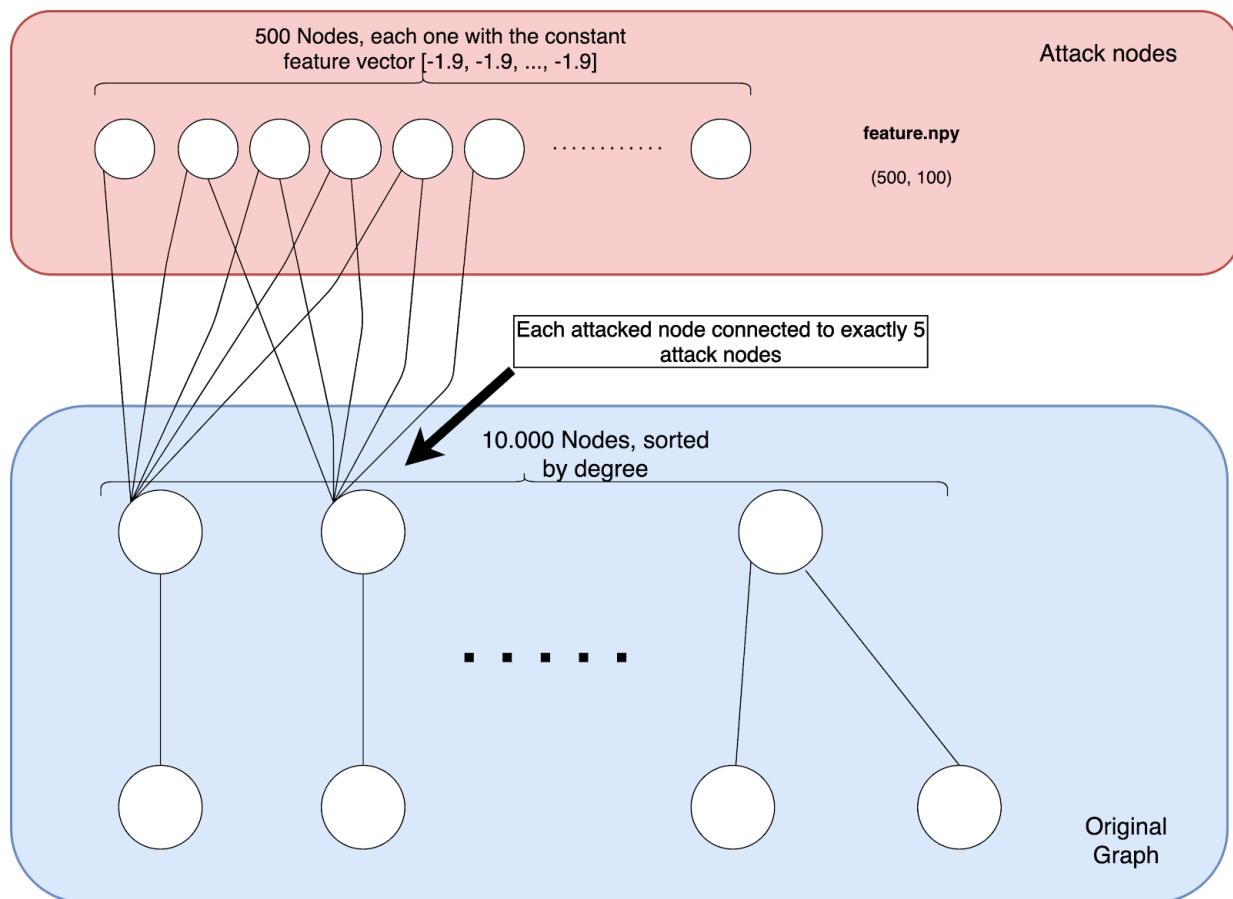 500 Nodes, each one with the constant
feature vector [-1.9, -1.9, ..., -1.9]
Attack nodes
feature.npy
(500, 100)
Each attacked node connected to exactly 5
attack nodes
10.000 Nodes, sorted
by degree
Original
Graph